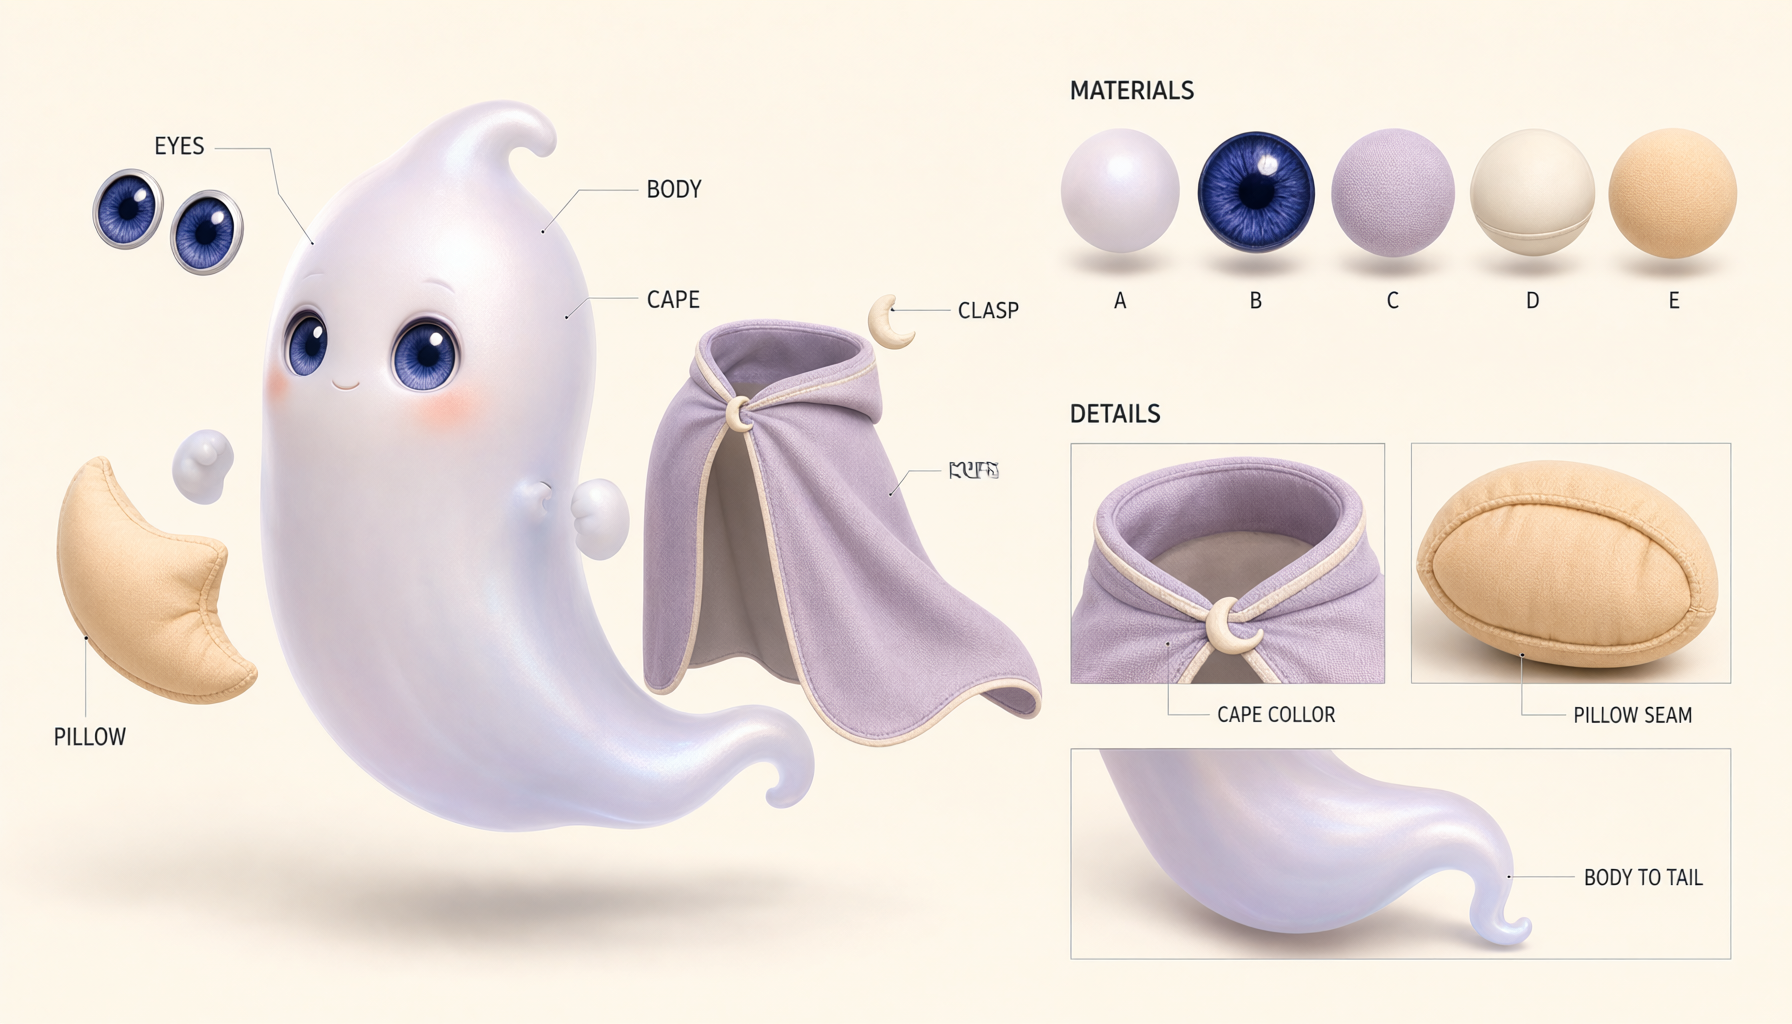 EYES
BODY
CAPE
CLASP
PILLOW
MATERIALS
A
B
C
D
E
DETAILS
CAPE COLLOR
PILLOW SEAM
BODY TO TAIL